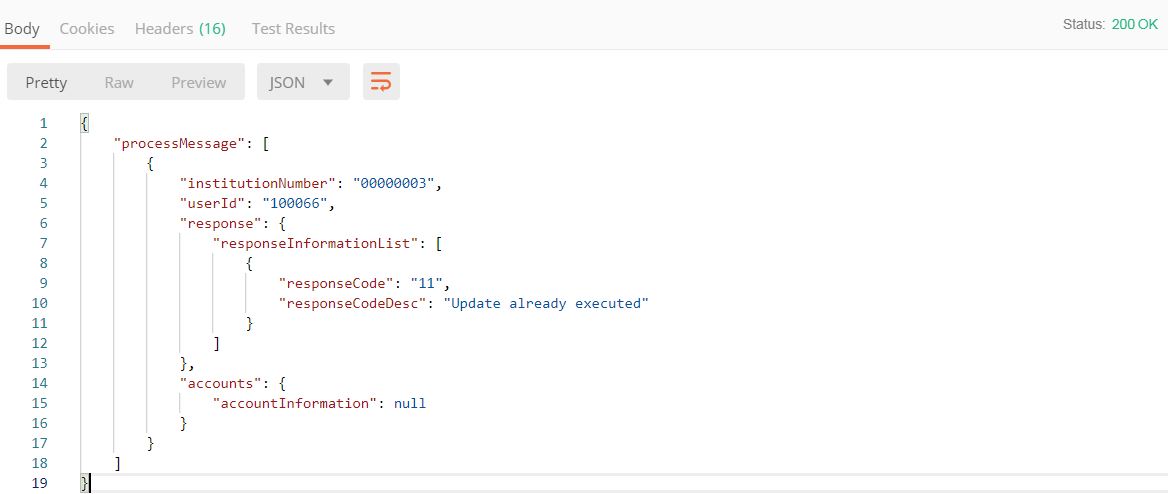 Body Cookies Headers (16) Test Results Status: 200 OK
Pretty Raw Preview JSON
1 {
2 "processMessage": [
3 {
4 "institutionNumber": "00000003",
5 "userId": "100066",
6 "response": {
7 "responseInformationList": [
8 {
9 "responseCode": "11",
10 "responseCodeDesc": "Update already executed"
11 }
12 ]
13 },
14 "accounts": {
15 "accountInformation": null
16 }
17 }
18 ]
19 }